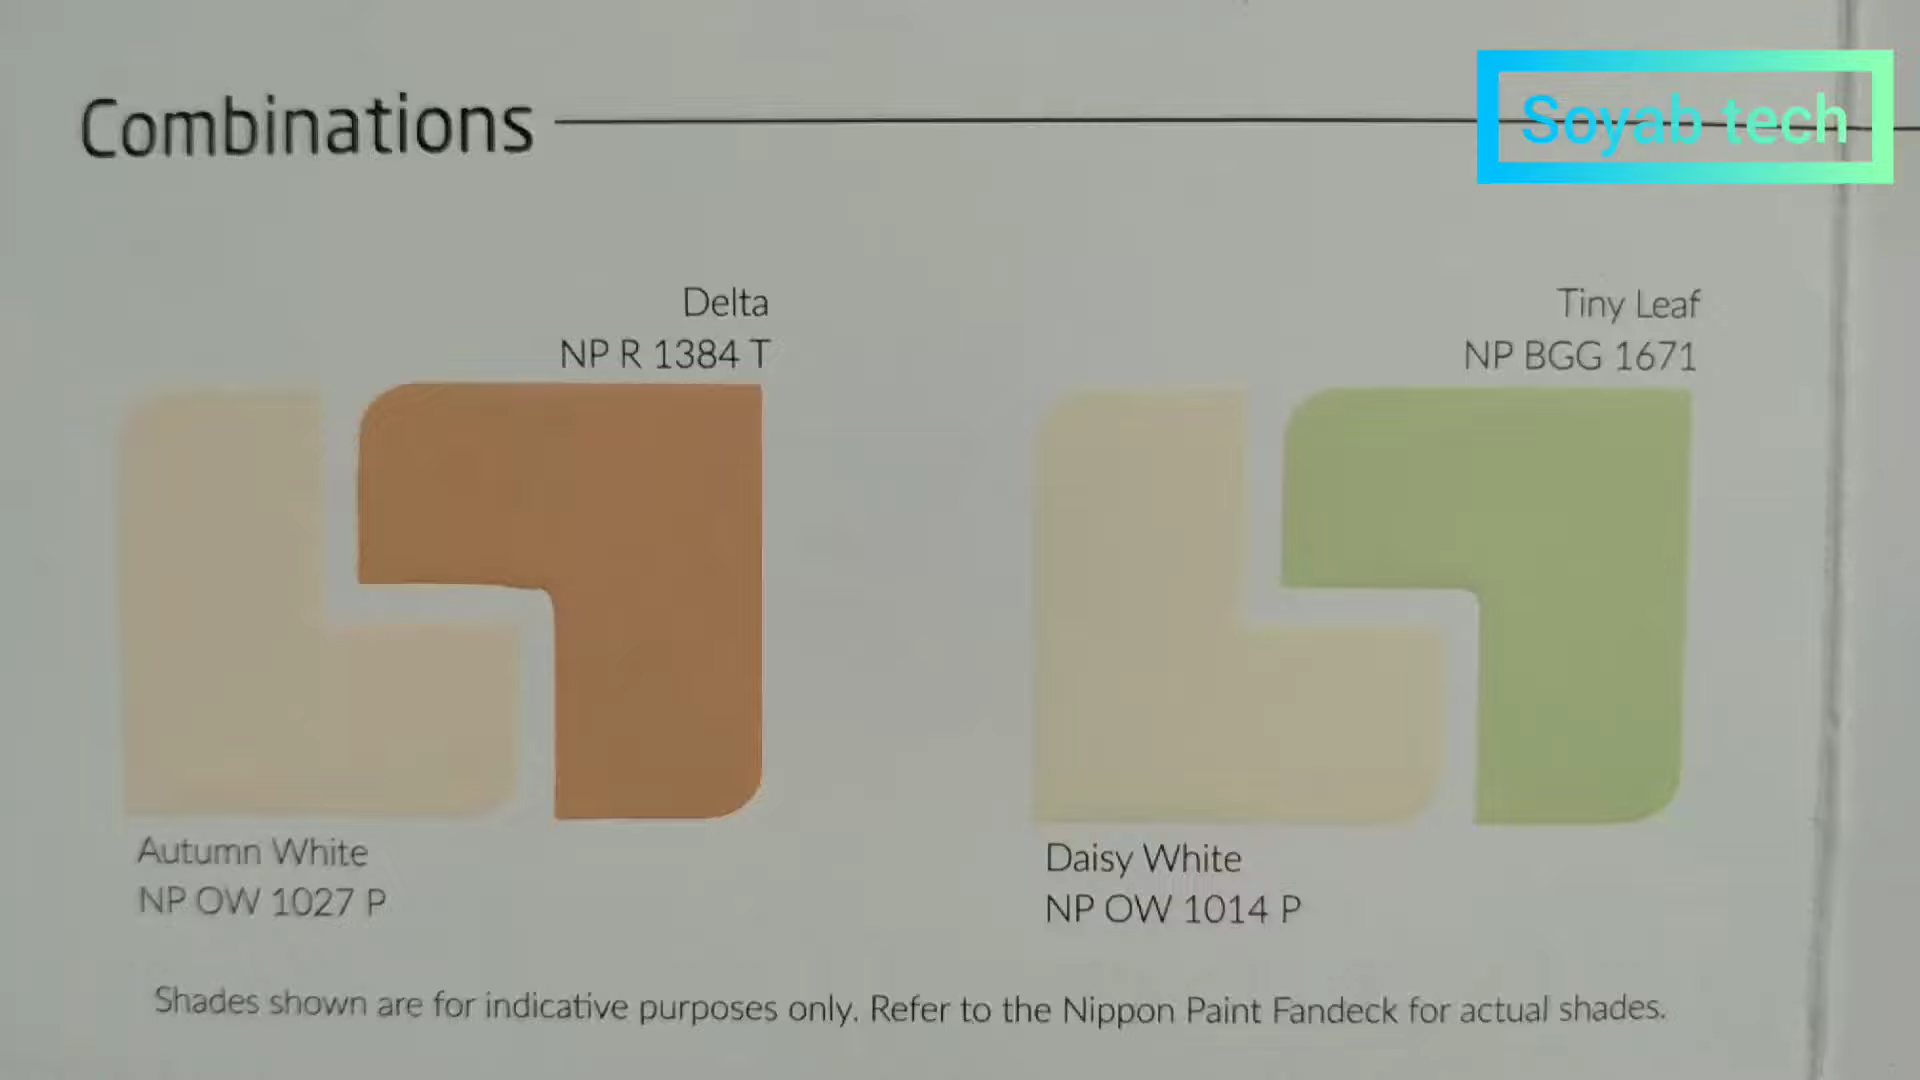 Combinations
Soyab tech
Delta
NP R 1384 T
Tiny Leaf
NP BGG 1671
Autumn White
NP OW 1027 P
Daisy White
NP OW 1014 P
Shades shown are for indicative purposes only. Refer to the Nippon Paint Fandeck for actual shades.